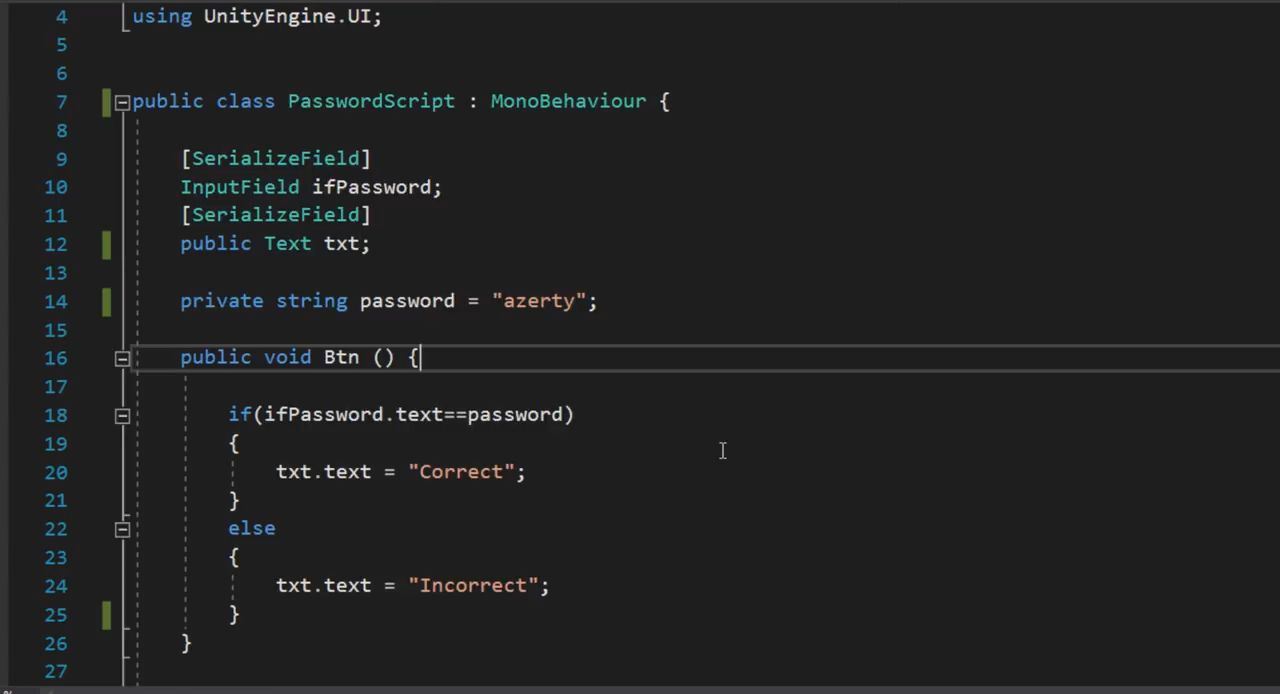 4 using UnityEngine.UI;
5
6
7 public class PasswordScript : MonoBehaviour {
8
9 [SerializeField]
10 InputField ifPassword;
11 [SerializeField]
12 public Text txt;
13
14 private string password = "azerty";
15
16 public void Btn () {
17
18 if(ifPassword.text==password)
19 {
20 txt.text = "Correct";
21 }
22 else
23 {
24 txt.text = "Incorrect";
25 }
26 }
27